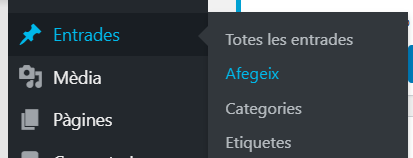 Entrades
Mèdia
Pàgines
Totes les entrades
Afegeix
Categories
Etiquetes